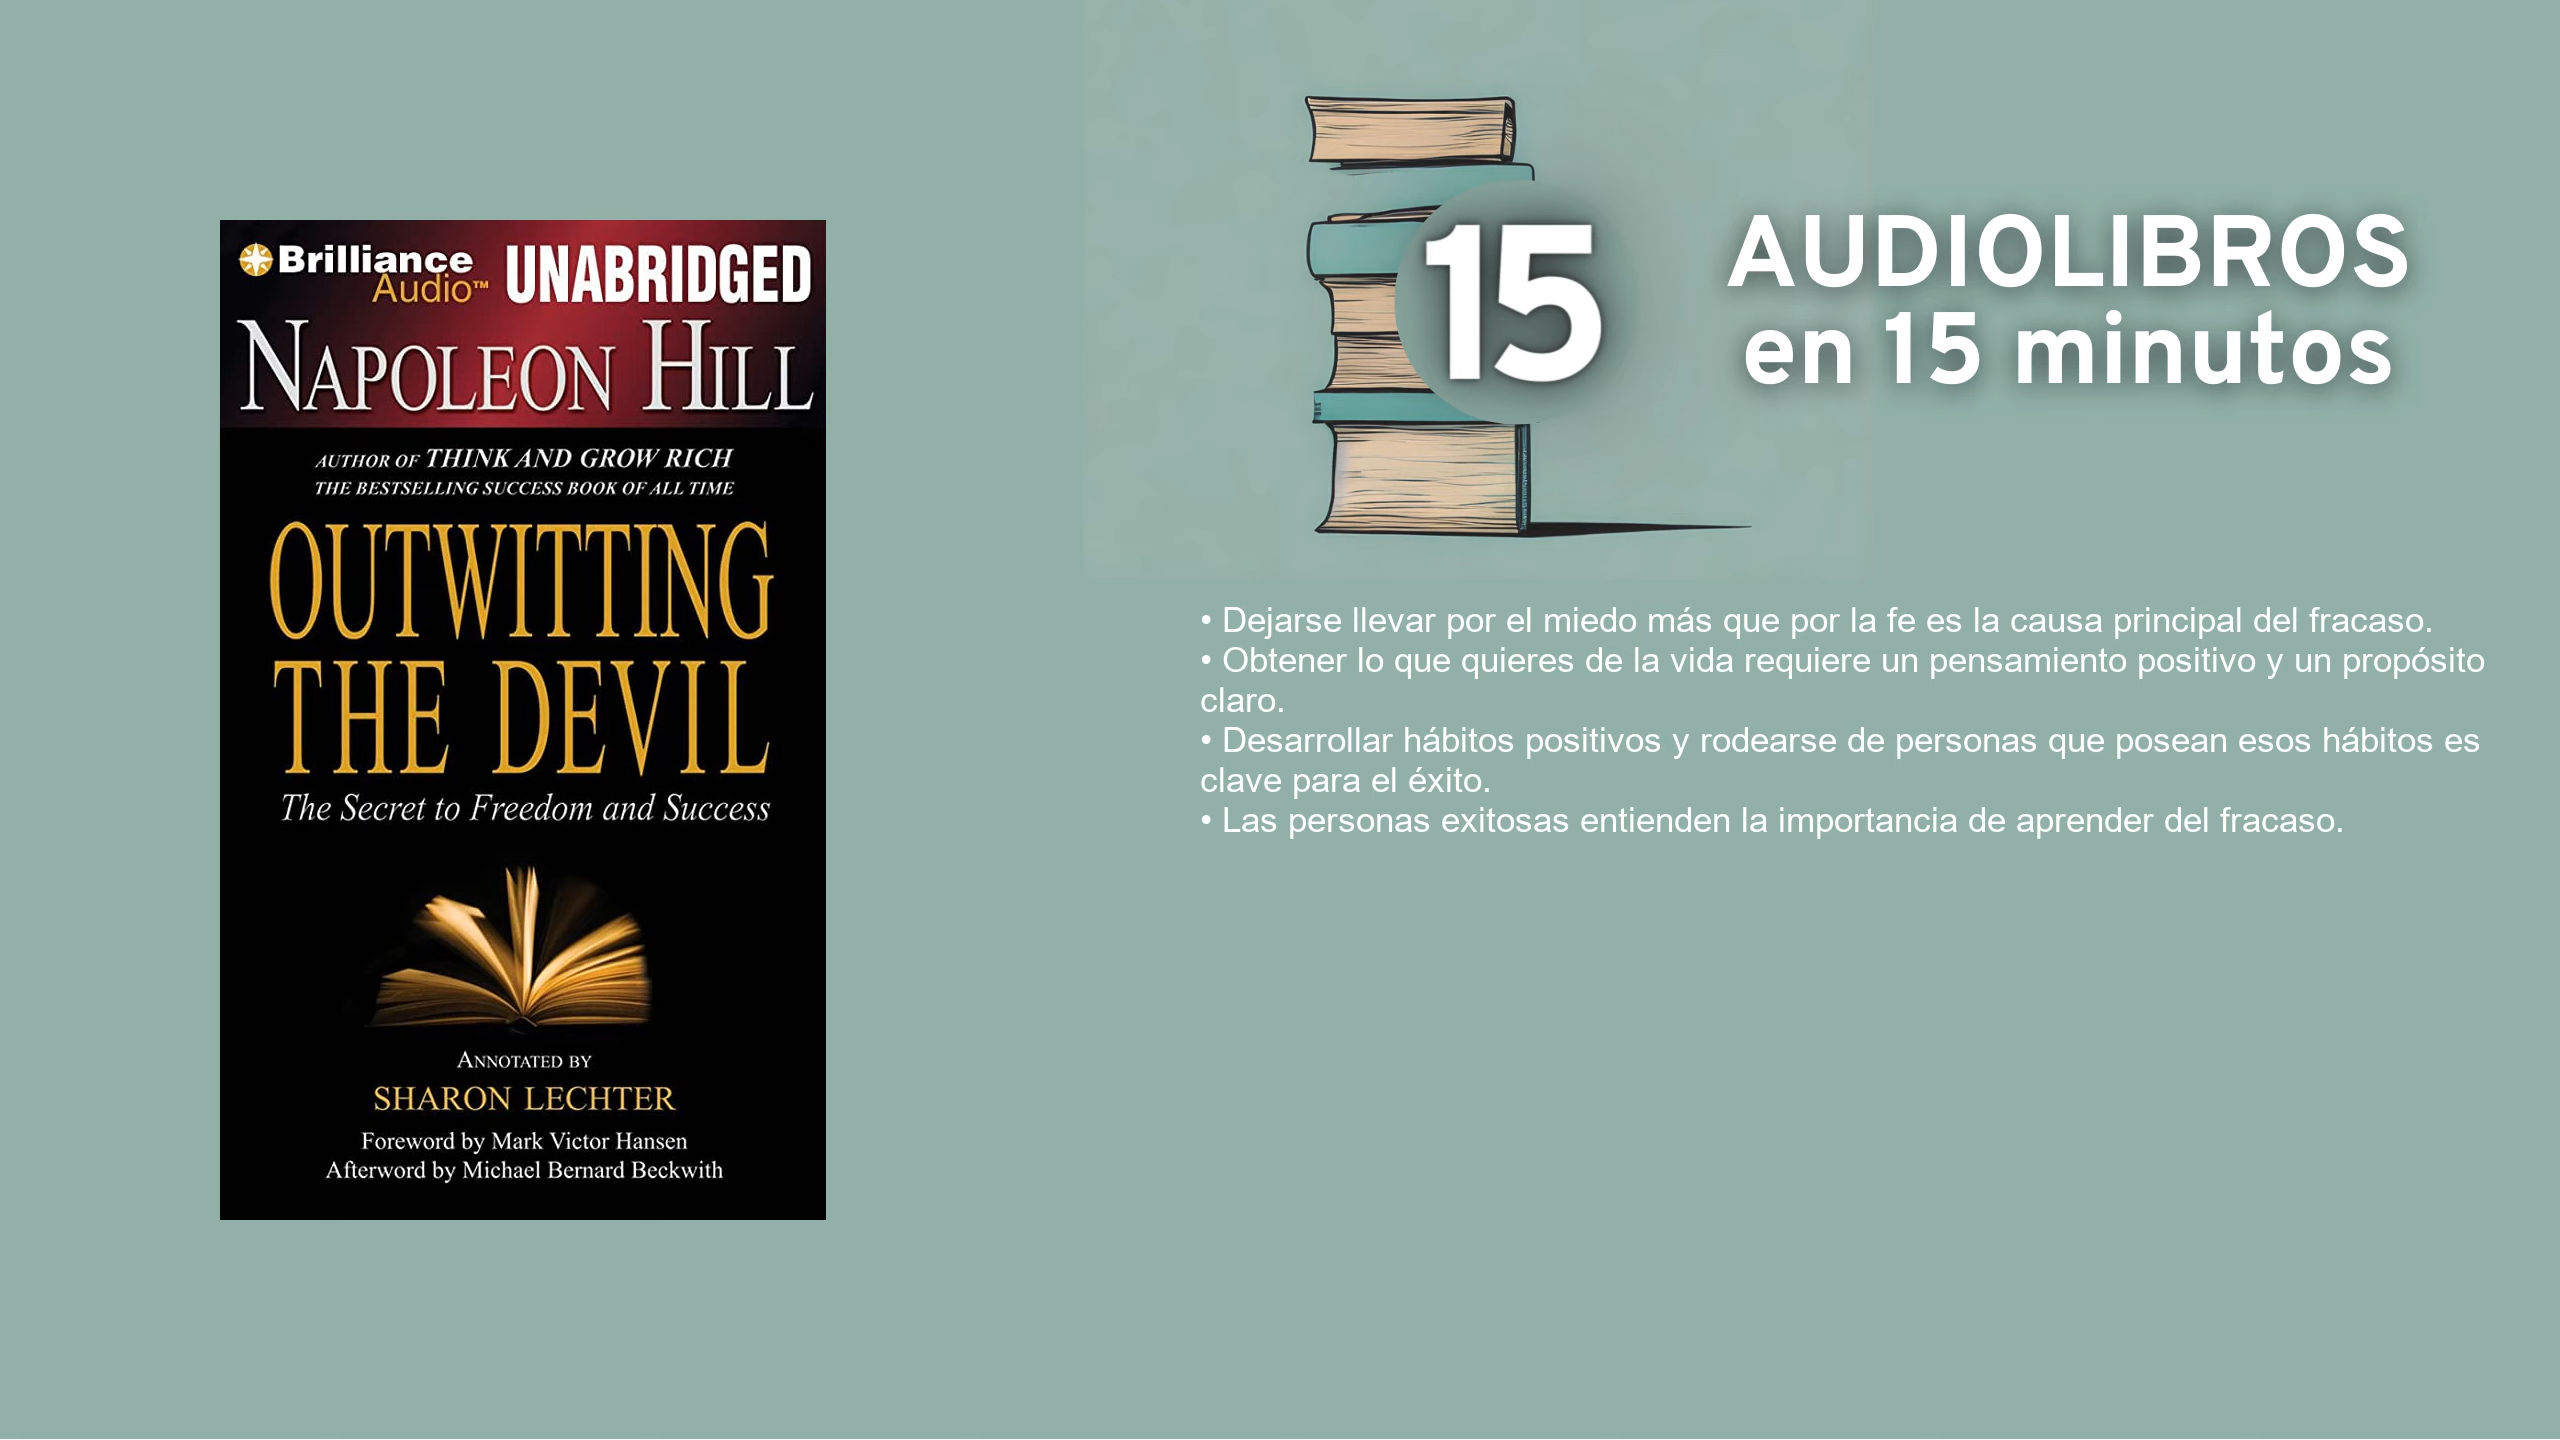 Brilliance
Audio™
UNABRIDGED
NAPOLEON HILL
AUTHOR OF THINK AND GROW RICH
THE BESTSELLING SUCCESS BOOK OF ALL TIME
OUTWITTING
THE DEVIL
The Secret to Freedom and Success
ANNOTATED BY
SHARON LECHTER
Foreword by Mark Victor Hansen
Afterword by Michael Bernard Beckwith
15
AUDIOLIBROS
en 15 minutos
• Dejarse llevar por el miedo más que por la fe es la causa principal del fracaso.
• Obtener lo que quieres de la vida requiere un pensamiento positivo y un propósito
claro.
• Desarrollar hábitos positivos y rodearse de personas que posean esos hábitos es
clave para el éxito.
• Las personas exitosas entienden la importancia de aprender del fracaso.